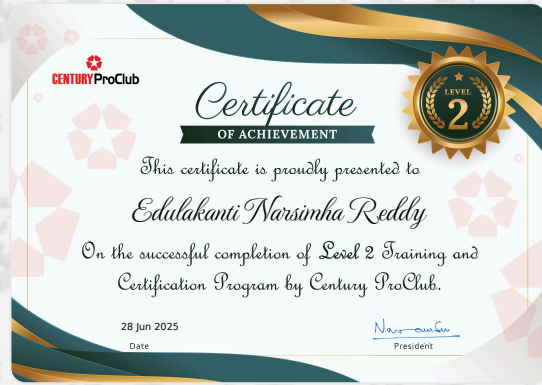 CENTURY ProClub
LEVEL
2
Certificate
OF ACHIEVEMENT
This certificate is proudly presented to
Edulakanti Narsimha Reddy
On the successful completion of Level 2 Training and
Certification Program by Century ProClub.
28 Jun 2025
Date
President